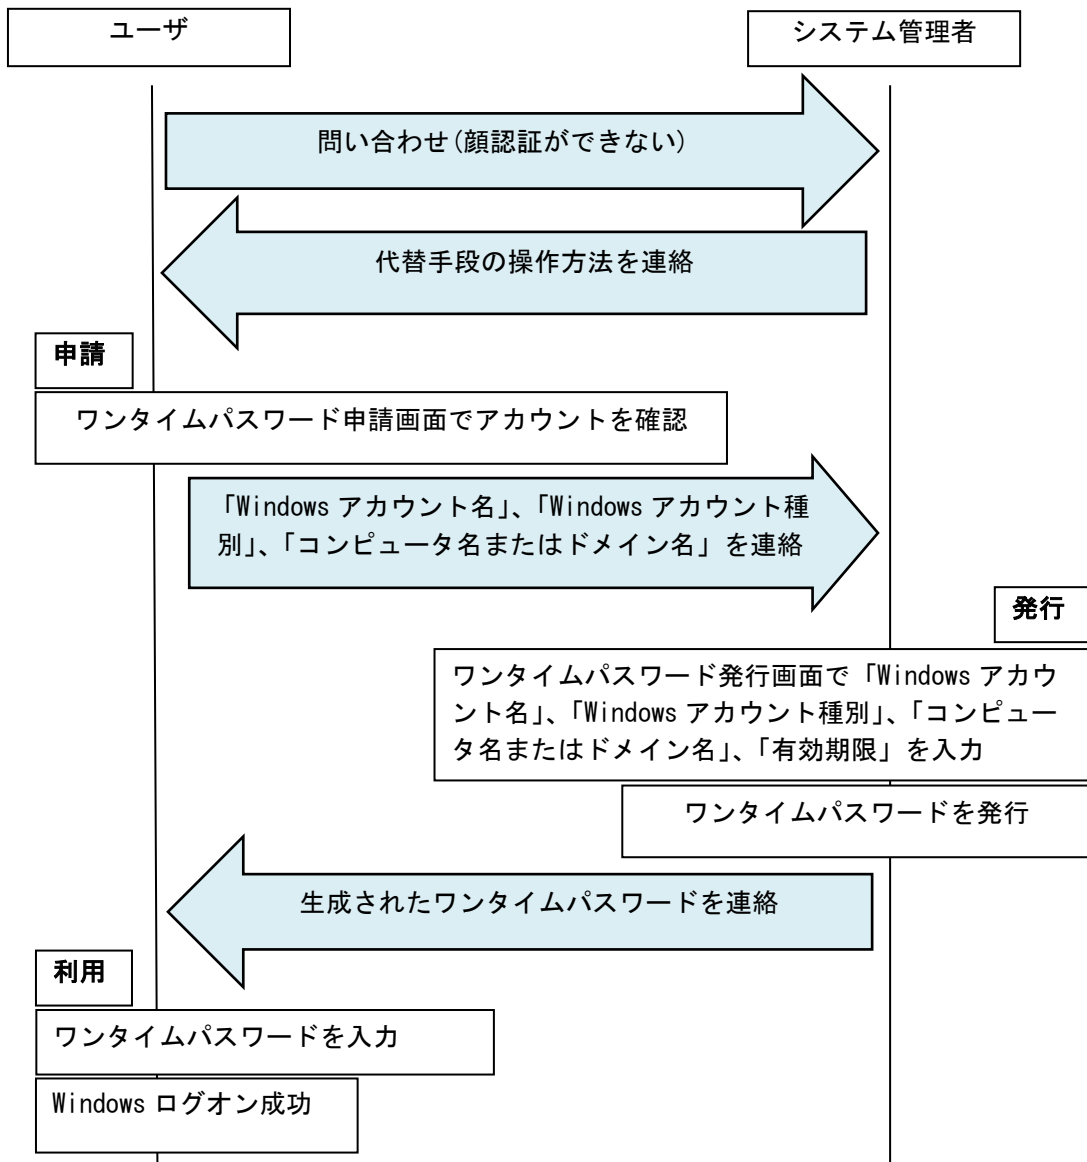 ユーザ
システム管理者
問い合わせ(顔認証ができない)
代替手段の操作方法を連絡
申請
ワンタイムパスワード申請画面でアカウントを確認
「Windows アカウント名」、「Windows アカウント種
別」、「コンピュータ名またはドメイン名」を連絡
発行
ワンタイムパスワード発行画面で「Windows アカウ
ント名」、「Windows アカウント種別」、「コンピュー
タ名またはドメイン名」、「有効期限」を入力
ワンタイムパスワードを発行
生成されたワンタイムパスワードを連絡
利用
ワンタイムパスワードを入力
Windows ログオン成功